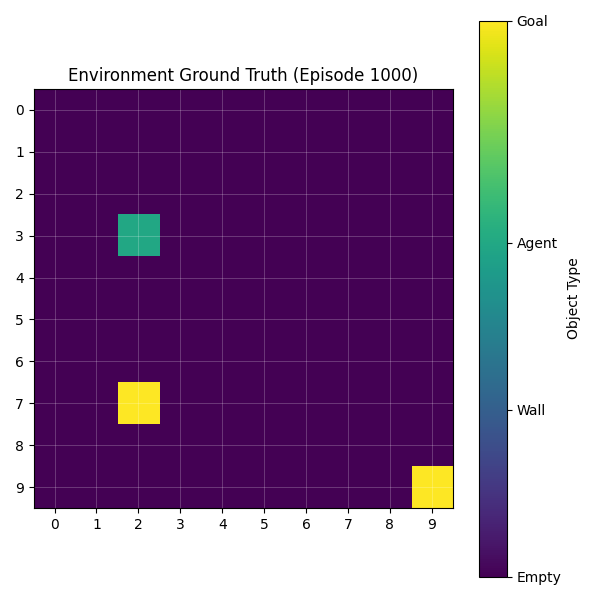 Environment Ground Truth (Episode 1000)
0
1
2
3
4
5
6
7
8
9
0 1 2 3 4 5 6 7 8 9
Goal
Agent
Wall
Empty
Object Type